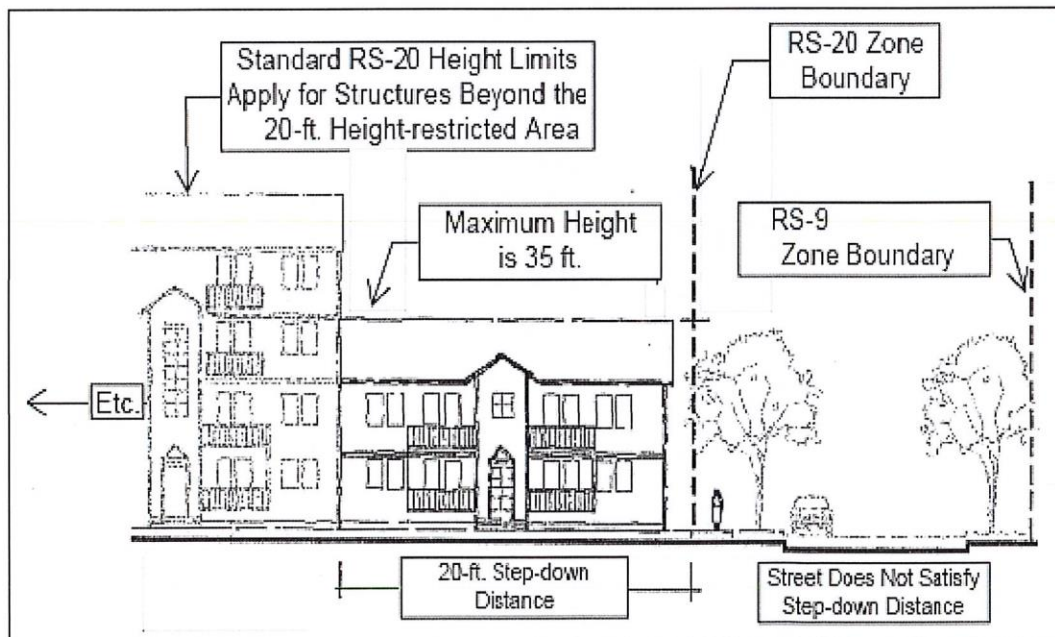 Standard RS-20 Height Limits
Apply for Structures Beyond the
20-ft. Height-restricted Area
RS-20 Zone
Boundary
Maximum Height
is 35 ft.
RS-9
Zone Boundary
Etc.
20-ft. Step-down
Distance
Street Does Not Satisfy
Step-down Distance